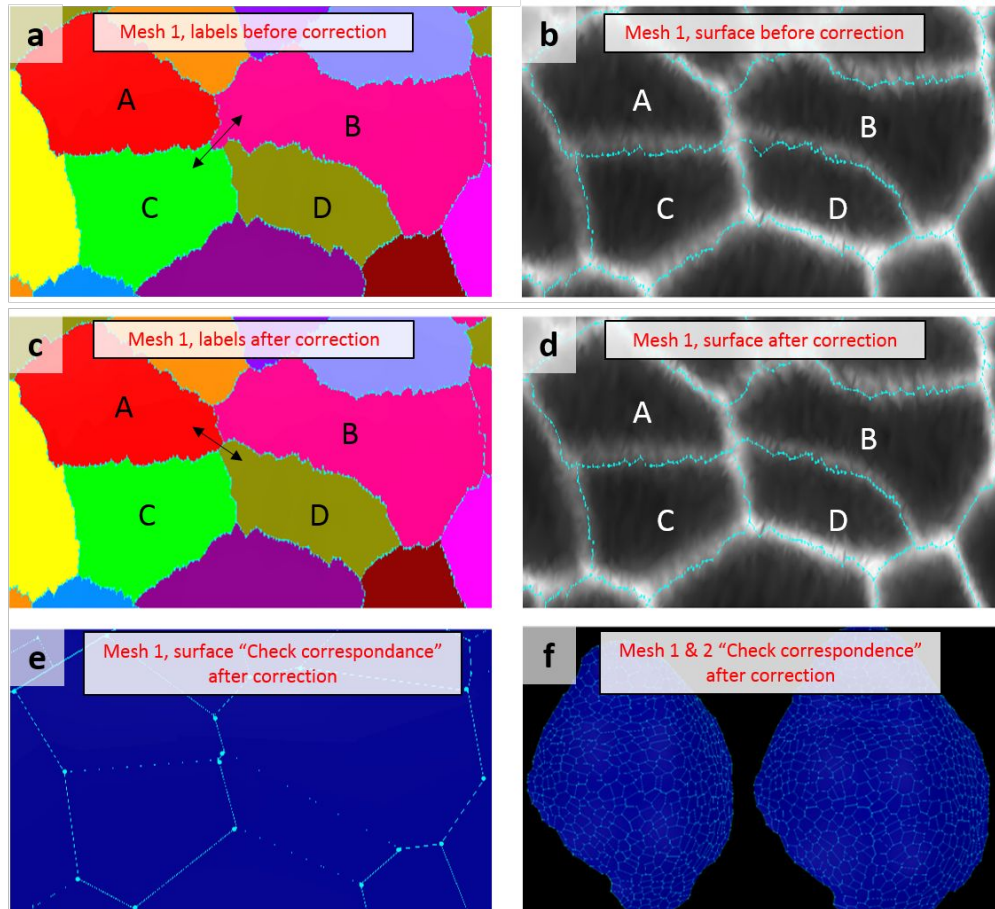 a
Mesh 1, labels before correction
A
B
C
D
b
Mesh 1, surface before correction
A
B
C
D
c
Mesh 1, labels after correction
A
B
C
D
d
Mesh 1, surface after correction
A
B
C
D
e
Mesh 1, surface “Check correspondance”
after correction
f
Mesh 1 & 2 “Check correspondence”
after correction